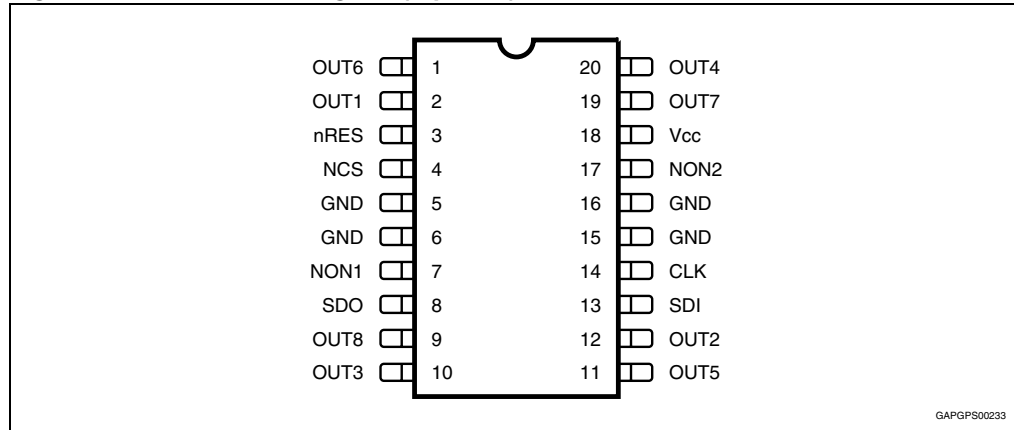 OUT6 1 20 OUT4
OUT1 2 19 OUT7
nRES 3 18 Vcc
NCS 4 17 NON2
GND 5 16 GND
GND 6 15 GND
NON1 7 14 CLK
SDO 8 13 SDI
OUT8 9 12 OUT2
OUT3 10 11 OUT5
GAPGPS00233